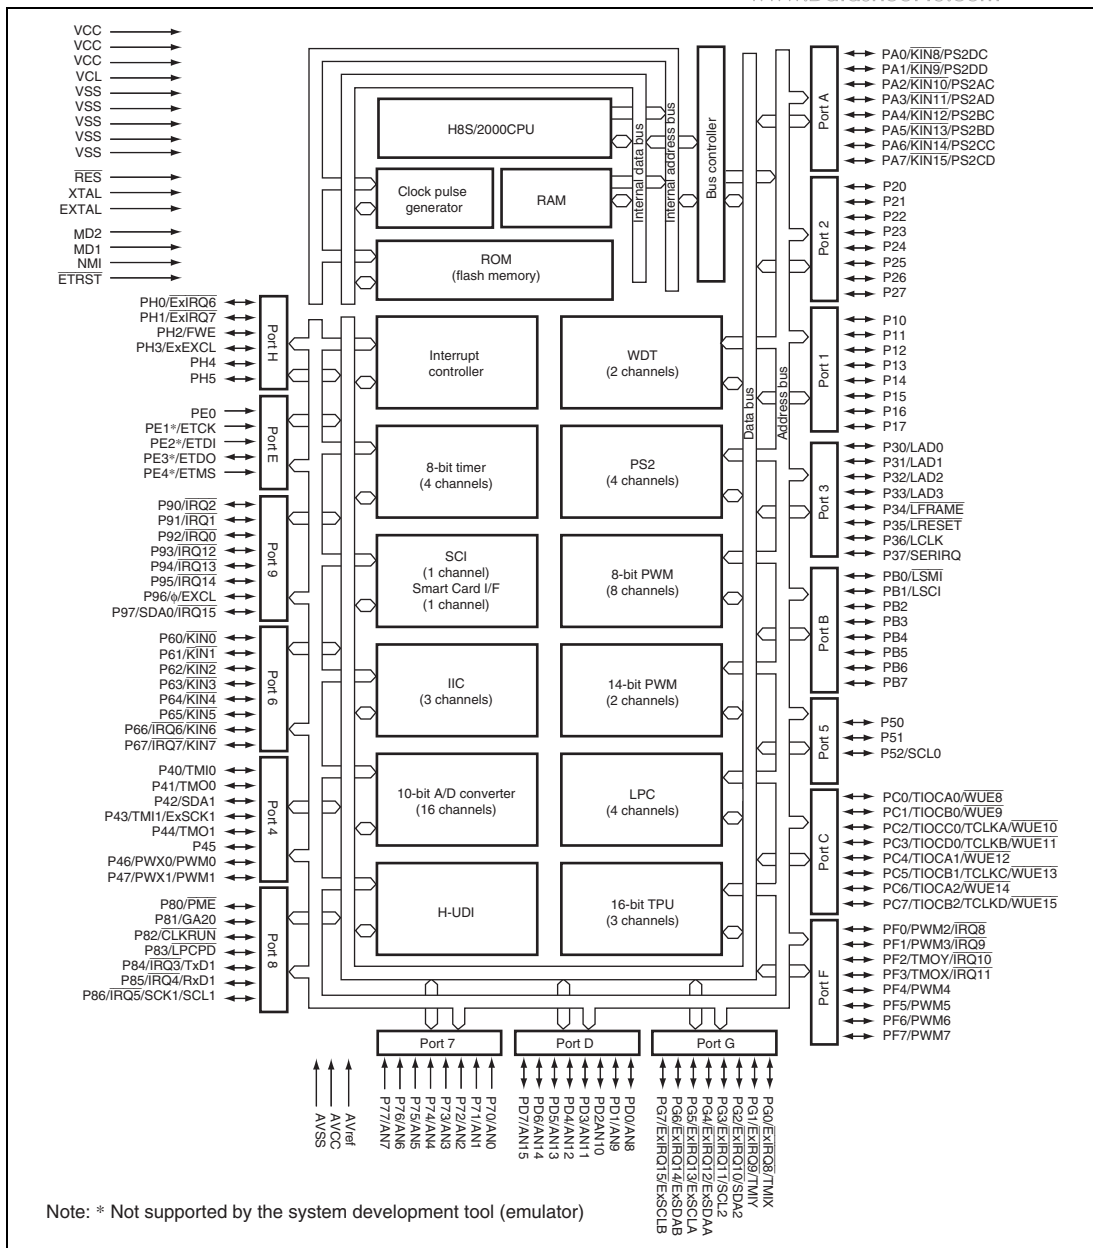 VCC
VCC
VCC
VCL
VSS
VSS
VSS
VSS
VSS
RES
XTAL
EXTAL
MD2
MD1
NMI
ETRST
H8S/2000CPU
Clock pulse
generator
RAM
ROM
(flash memory)
Internal data bus
Internal address bus
Bus controller
Data bus
Address bus
Interrupt
controller
WDT
(2 channels)
8-bit timer
(4 channels)
PS2
(4 channels)
SCI
(1 channel)
Smart Card I/F
(1 channel)
8-bit PWM
(8 channels)
IIC
(3 channels)
14-bit PWM
(2 channels)
10-bit A/D converter
(16 channels)
LPC
(4 channels)
H-UDI
16-bit TPU
(3 channels)
PH0/ExIRQ6
PH1/ExIRQ7
PH2/FWE
PH3/ExEXCL
PH4
PH5
Port H
PE0
PE1*/ETCK
PE2*/ETDI
PE3*/ETDO
PE4*/ETMS
Port E
P90/IRQ2
P91/IRQ1
P92/IRQ0
P93/IRQ12
P94/IRQ13
P95/IRQ14
P96/ϕ/EXCL
P97/SDA0/IRQ15
Port 9
P60/KIN0
P61/KIN1
P62/KIN2
P63/KIN3
P64/KIN4
P65/KIN5
P66/IRQ6/KIN6
P67/IRQ7/KIN7
Port 6
P40/TMI0
P41/TMO0
P42/SDA1
P43/TMI1/ExSCK1
P44/TMO1
P45
P46/PWX0/PWM0
P47/PWX1/PWM1
Port 4
P80/PME
P81/GA20
P82/CLKRUN
P83/LPCPD
P84/IRQ3/TxD1
P85/IRQ4/RxD1
P86/IRQ5/SCK1/SCL1
Port 8
Port A
PA0/KIN8/PS2DC
PA1/KIN9/PS2DD
PA2/KIN10/PS2AC
PA3/KIN11/PS2AD
PA4/KIN12/PS2BC
PA5/KIN13/PS2BD
PA6/KIN14/PS2CC
PA7/KIN15/PS2CD
Port 2
P20
P21
P22
P23
P24
P25
P26
P27
Port 1
P10
P11
P12
P13
P14
P15
P16
P17
Port 3
P30/LAD0
P31/LAD1
P32/LAD2
P33/LAD3
P34/LFRAME
P35/LRESET
P36/LCLK
P37/SERIRQ
Port B
PB0/LSMI
PB1/LSCI
PB2
PB3
PB4
PB5
PB6
PB7
Port 5
P50
P51
P52/SCL0
Port C
PC0/TIOCA0/WUE8
PC1/TIOCB0/WUE9
PC2/TIOCC0/TCLKA/WUE10
PC3/TIOCD0/TCLKB/WUE11
PC4/TIOCA1/WUE12
PC5/TIOCB1/TCLKC/WUE13
PC6/TIOCA2/WUE14
PC7/TIOCB2/TCLKD/WUE15
Port F
PF0/PWM2/IRQ8
PF1/PWM3/IRQ9
PF2/TMOY/IRQ10
PF3/TMOX/IRQ11
PF4/PWM4
PF5/PWM5
PF6/PWM6
PF7/PWM7
Port 7
Port D
Port G
AVSS
AVCC
AVref
P77/AN7
P76/AN6
P75/AN5
P74/AN4
P73/AN3
P72/AN2
P71/AN1
P70/AN0
PD7/AN15
PD6/AN14
PD5/AN13
PD4/AN12
PD3/AN11
PD2/AN10
PD1/AN9
PD0/AN8
PG7/ExIRQ15/ExSCLB
PG6/ExIRQ14/ExSDAB
PG5/ExIRQ13/ExSCLA
PG4/ExIRQ12/ExSDAA
PG3/ExIRQ11/SCL2
PG2/ExIRQ10/SDA2
PG1/ExIRQ9/TMIY
PG0/ExIRQ8/TMIX
Note: * Not supported by the system development tool (emulator)